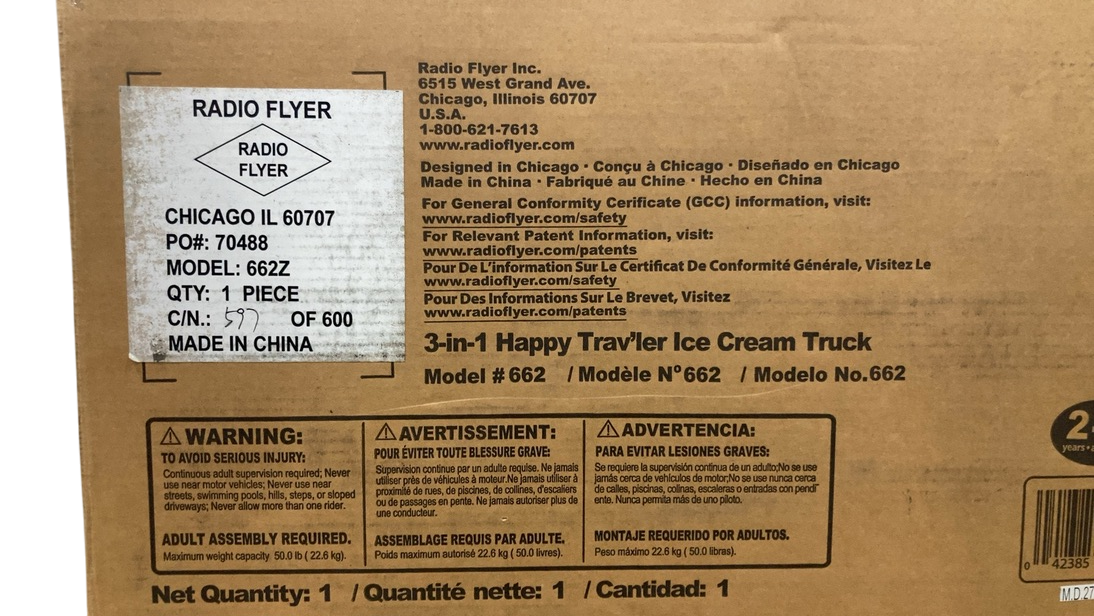 RADIO FLYER
RADIO
FLYER
CHICAGO IL 60707
PO#: 70488
MODEL: 662Z
QTY: 1 PIECE
C/N.: 597 OF 600
MADE IN CHINA
Radio Flyer Inc.
6515 West Grand Ave.
Chicago, Illinois 60707
U.S.A.
1-800-621-7613
www.radioflyer.com
Designed in Chicago · Conçu à Chicago · Diseñado en Chicago
Made in China · Fabriqué au Chine · Hecho en China
For General Conformity Cerificate (GCC) information, visit:
www.radioflyer.com/safety
For Relevant Patent Information, visit:
www.radioflyer.com/patents
Pour De L'information Sur Le Certificat De Conformité Générale, Visitez Le
www.radioflyer.com/safety
Pour Des Informations Sur Le Brevet, Visitez
www.radioflyer.com/patents
3-in-1 Happy Trav'ler Ice Cream Truck
Model # 662 / Modèle N° 662 / Modelo No. 662
WARNING:
TO AVOID SERIOUS INJURY:
Continuous adult supervision required; Never
use near motor vehicles; Never use near
streets, swimming pools, hills, steps, or sloped
driveways; Never allow more than one rider.
ADULT ASSEMBLY REQUIRED.
Maximum weight capacity 50.0 lb ( 22.6 kg).
AVERTISSEMENT:
POUR ÉVITER TOUTE BLESSURE GRAVE:
Supervision continue par un adulte requise. Ne jamais
utiliser près de véhicules à moteur. Ne jamais utiliser à
proximité de rues, de piscines, de collines, d'escaliers
ou de passages en pente. Ne jamais autoriser plus de
une conducteur.
ASSEMBLAGE REQUIS PAR ADULTE.
Poids maximum autorisé 22.6 kg ( 50.0 livres).
ADVERTENCIA:
PARA EVITAR LESIONES GRAVES:
Se requiere la supervisión continua de un adulto;No se use
jamás cerca de vehículos de motor;No se use nunca cerca
de calles, piscinas, colinas, escaleras o entradas con pendi
ente. Nunca permita más de uno piloto.
MONTAJE REQUERIDO POR ADULTOS.
Peso máximo 22.6 kg ( 50.0 libras).
Net Quantity: 1 / Quantité nette: 1 / Cantidad: 1
2
years
0 42385
M.D.27